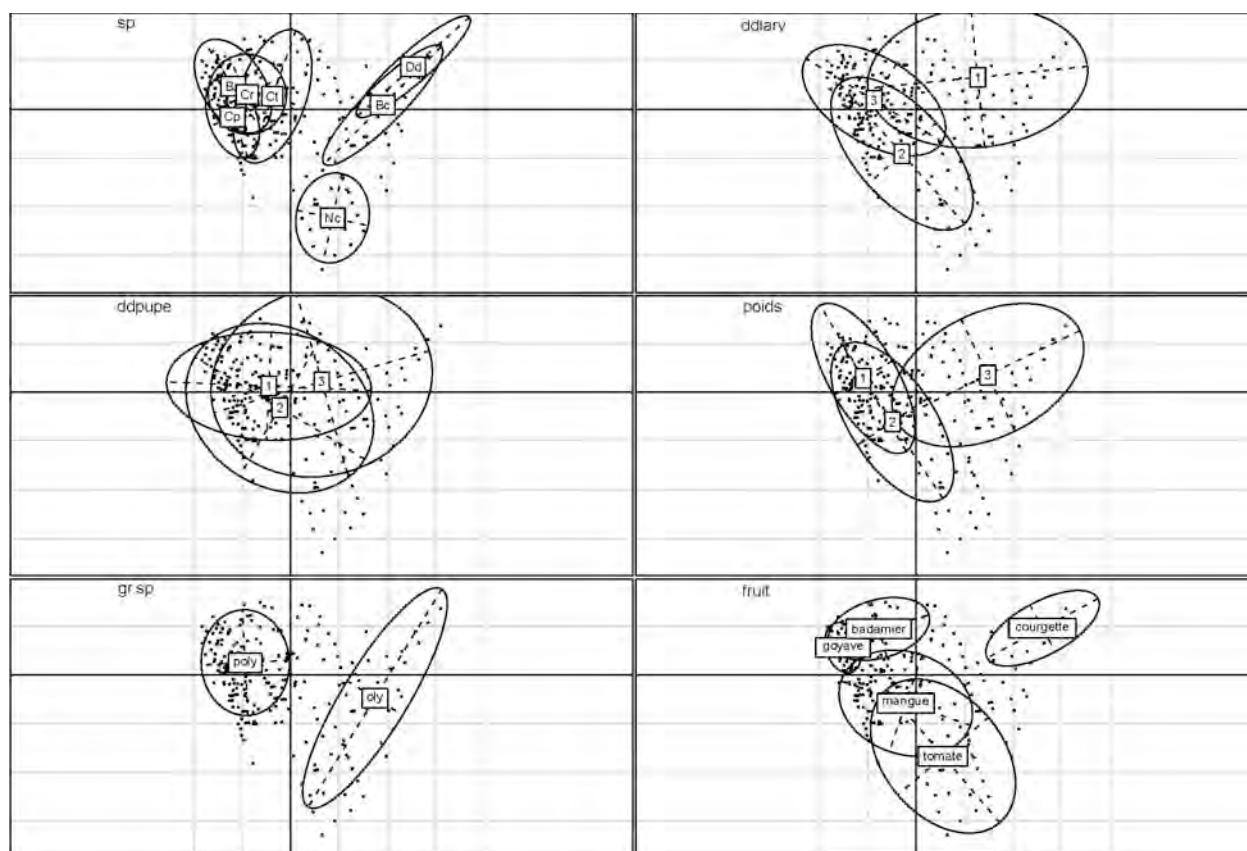 sp
Cr
Ct
Cp
Dd
Bc
Nc
ddiary
1
3
2
ddpupe
1
3
2
poids
1
3
2
gr.sp
poly
oly
fruit
badamier
goyave
courgette
mangue
tomate